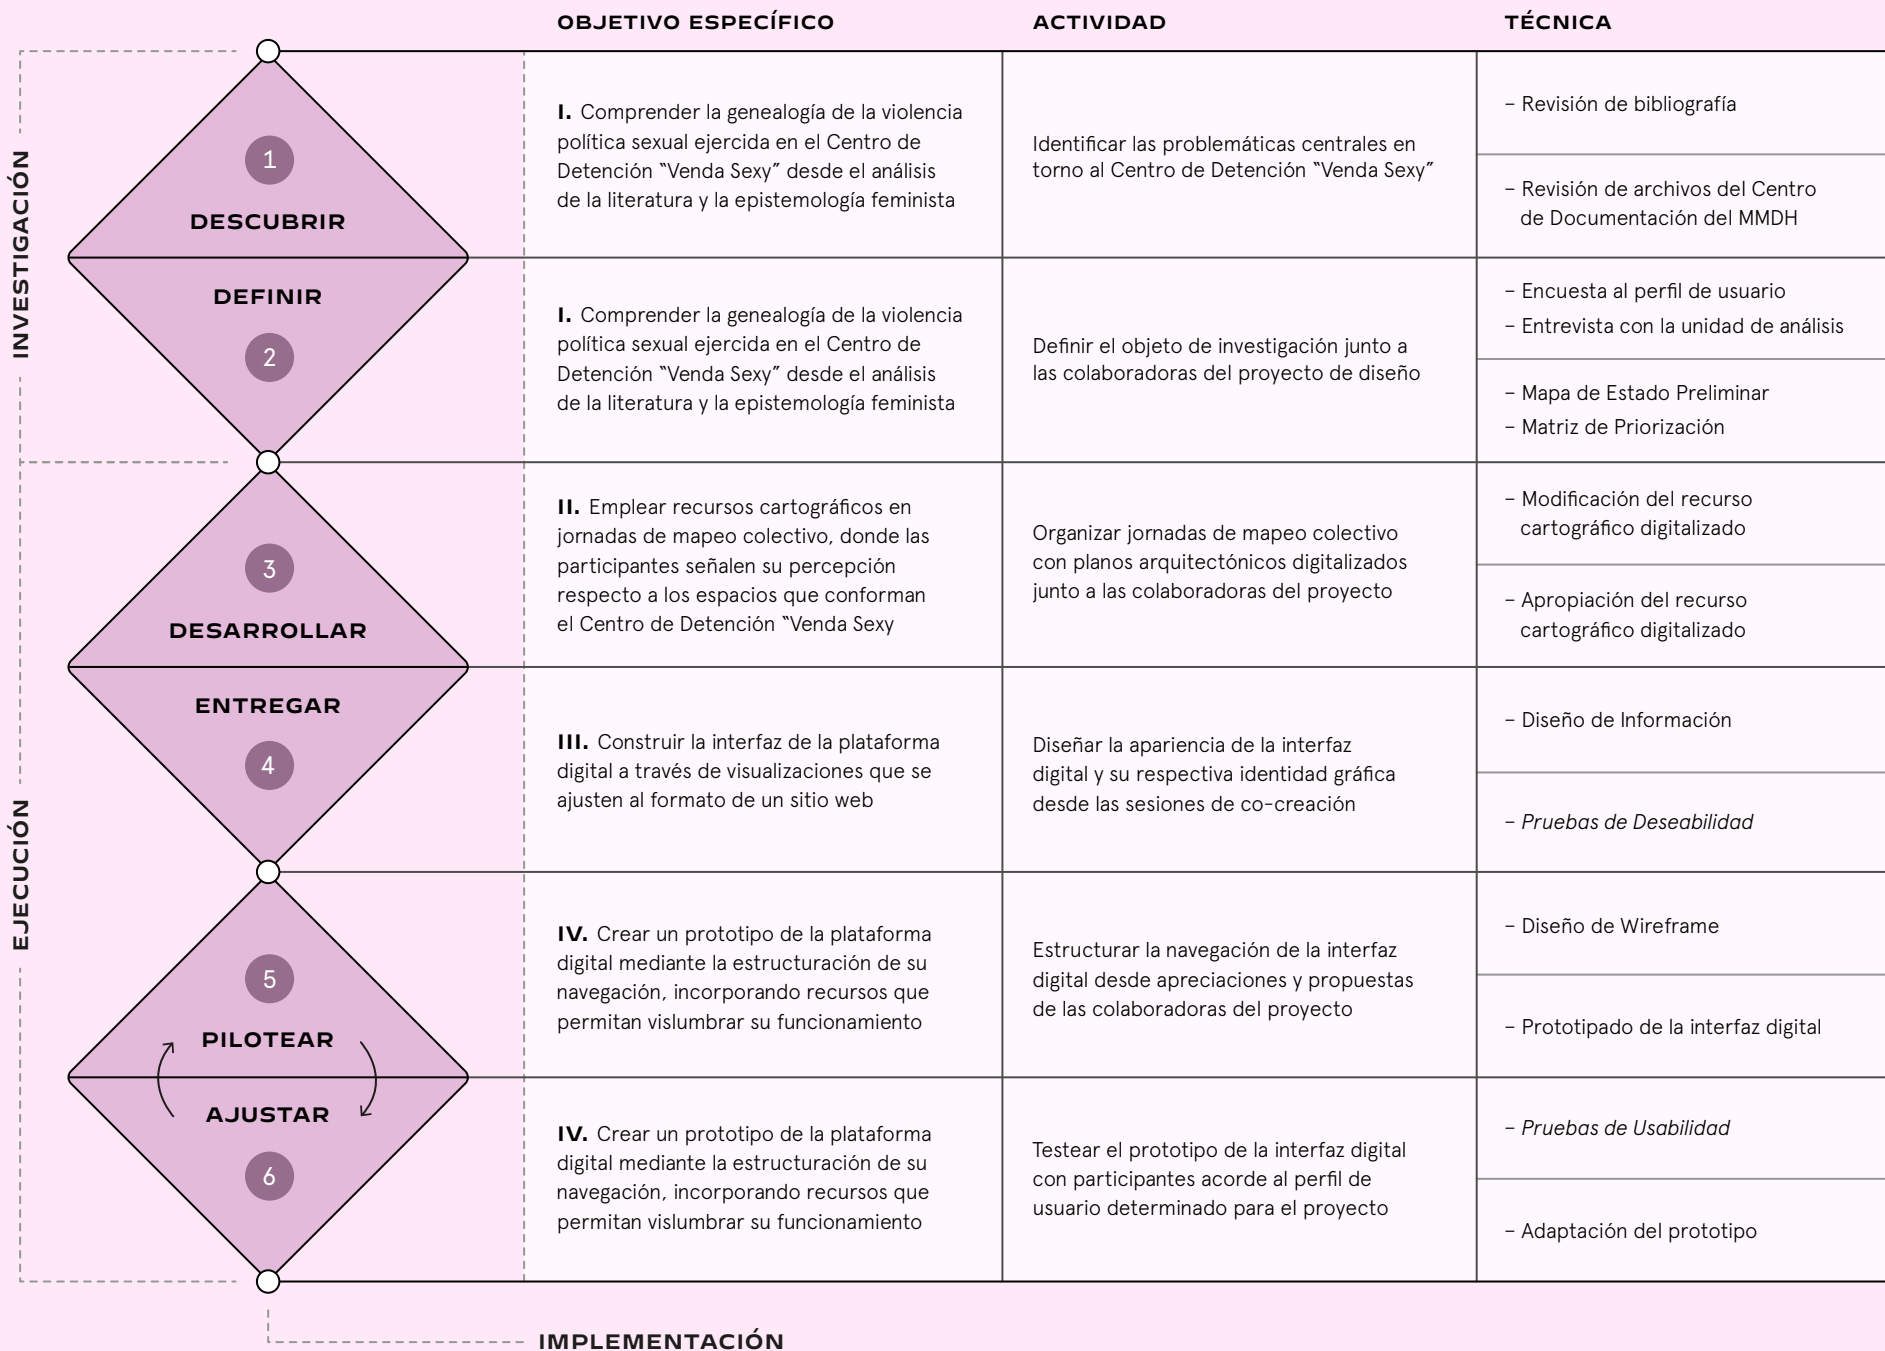 OBJETIVO ESPECÍFICO
ACTIVIDAD
TÉCNICA
INVESTIGACIÓN
1
DESCUBRIR
I. Comprender la genealogía de la violencia
política sexual ejercida en el Centro de
Detención “Venda Sexy” desde el análisis
de la literatura y la epistemología feminista
Identificar las problemáticas centrales en
torno al Centro de Detención “Venda Sexy”
– Revisión de bibliografía
– Revisión de archivos del Centro
de Documentación del MMDH
DEFINIR
2
I. Comprender la genealogía de la violencia
política sexual ejercida en el Centro de
Detención “Venda Sexy” desde el análisis
de la literatura y la epistemología feminista
Definir el objeto de investigación junto a
las colaboradoras del proyecto de diseño
– Encuesta al perfil de usuario
– Entrevista con la unidad de análisis
– Mapa de Estado Preliminar
– Matriz de Priorización
EJECUCIÓN
3
DESARROLLAR
II. Emplear recursos cartográficos en
jornadas de mapeo colectivo, donde las
participantes señalen su percepción
respecto a los espacios que conforman
el Centro de Detención “Venda Sexy
Organizar jornadas de mapeo colectivo
con planos arquitectónicos digitalizados
junto a las colaboradoras del proyecto
– Modificación del recurso
cartográfico digitalizado
– Apropiación del recurso
cartográfico digitalizado
ENTREGAR
4
III. Construir la interfaz de la plataforma
digital a través de visualizaciones que se
ajusten al formato de un sitio web
Diseñar la apariencia de la interfaz
digital y su respectiva identidad gráfica
desde las sesiones de co-creación
– Diseño de Información
– Pruebas de Deseabilidad
5
PILOTEAR
IV. Crear un prototipo de la plataforma
digital mediante la estructuración de su
navegación, incorporando recursos que
permitan vislumbrar su funcionamiento
Estructurar la navegación de la interfaz
digital desde apreciaciones y propuestas
de las colaboradoras del proyecto
– Diseño de Wireframe
– Prototipado de la interfaz digital
AJUSTAR
6
IV. Crear un prototipo de la plataforma
digital mediante la estructuración de su
navegación, incorporando recursos que
permitan vislumbrar su funcionamiento
Testear el prototipo de la interfaz digital
con participantes acorde al perfil de
usuario determinado para el proyecto
– Pruebas de Usabilidad
– Adaptación del prototipo
IMPLEMENTACIÓN